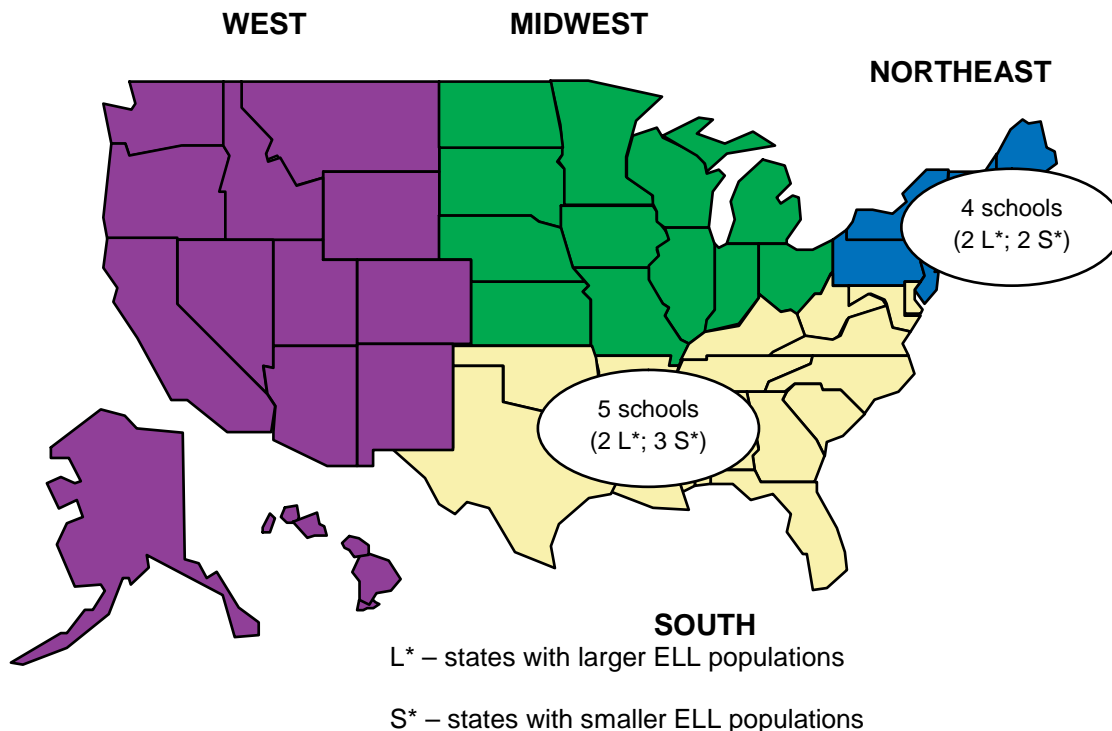 WEST
MIDWEST
NORTHEAST
4 schools
(2 L*; 2 S*)
5 schools
(2 L*; 3 S*)
SOUTH
L* – states with larger ELL populations
S* – states with smaller ELL populations